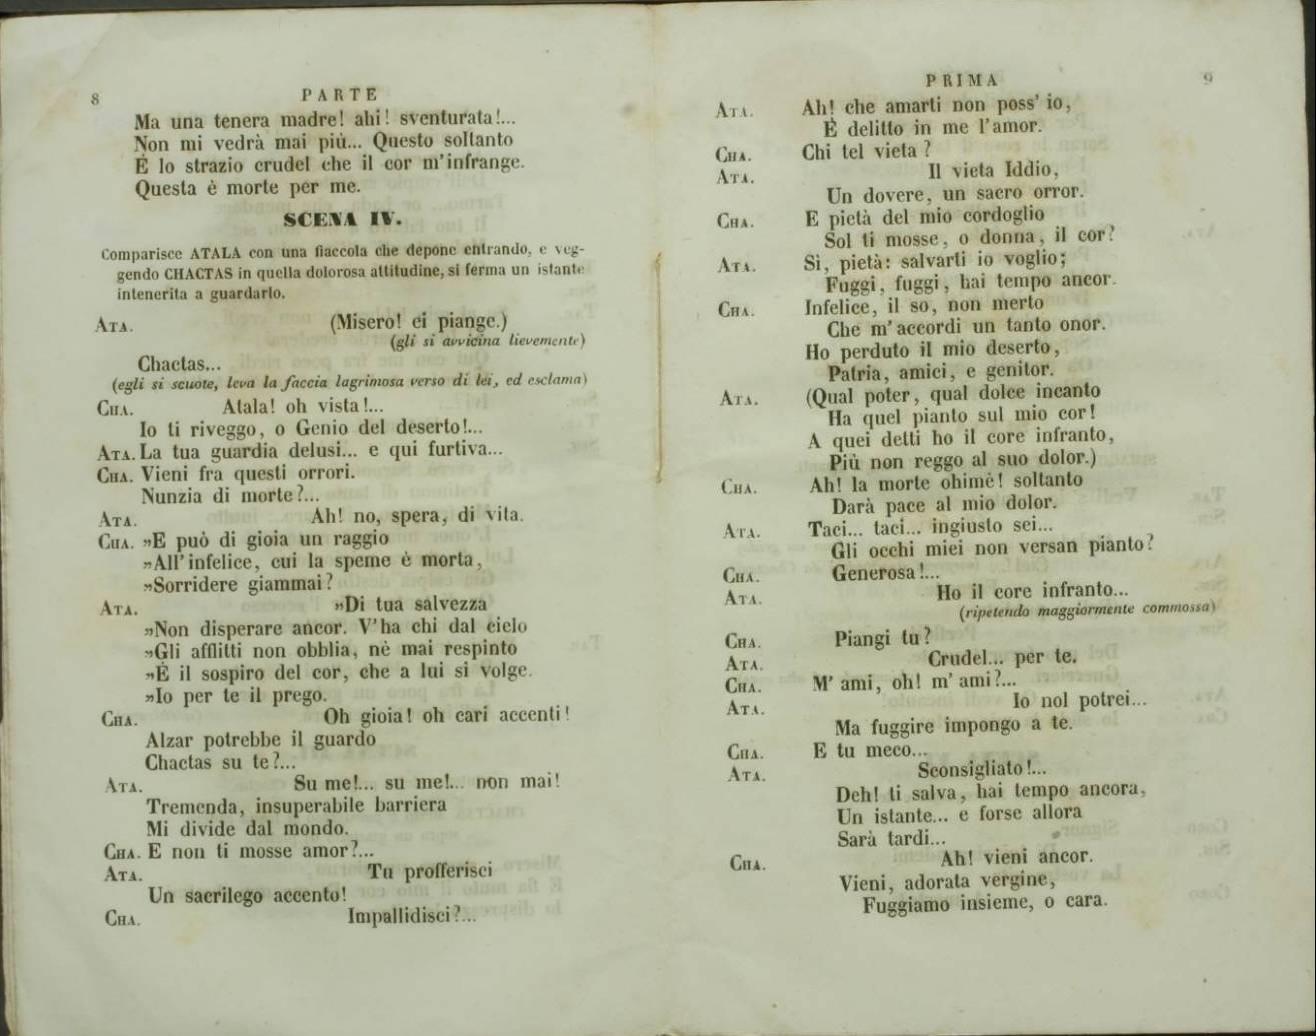 8 PARTE
Ma una tenera madre! ahi! sventurata!...
Non mi vedrà mai più... Questo soltanto
È lo strazio crudel che il cor m'infrange.
Questa è morte per me.
SCENA IV.
Comparisce ATALA con una fiaccola che depone entrando, e veg-
gendo CHACTAS in quella dolorosa attitudine, si ferma un istante
intenerita a guardarlo.
ATA. (Misero! ei piange.)
(gli si avvicina lievemente)
Chactas...
(egli si scuote, leva la faccia lagrimosa verso di lei, ed esclama)
CHA. Atala! oh vista!...
Io ti riveggo, o Genio del deserto!...
ATA. La tua guardia delusi... e qui furtiva...
CHA. Vieni fra questi orrori.
Nunzia di morte?...
ATA. Ah! no, spera, di vita.
CHA. »E può di gioia un raggio
»All'infelice, cui la speme è morta,
»Sorridere giammai?
ATA. »Di tua salvezza
»Non disperare ancor. V'ha chi dal cielo
»Gli afflitti non obblia, nè mai respinto
»È il sospiro del cor, che a lui si volge.
»Io per te il prego.
CHA. Oh gioia! oh cari accenti!
Alzar potrebbe il guardo
Chactas su te?...
ATA. Su me!... su me!... non mai!
Tremenda, insuperabile barriera
Mi divide dal mondo.
CHA. E non ti mosse amor?...
ATA. Tu profferisci
Un sacrilego accento!
CHA. Impallidisci?...
PRIMA 9
ATA. Ah! che amarti non poss' io,
È delitto in me l'amor.
CHA. Chi tel vieta?
ATA. Il vieta Iddio,
Un dovere, un sacro orror.
CHA. E pietà del mio cordoglio
Sol ti mosse, o donna, il cor?
ATA. Sì, pietà: salvarti io voglio;
Fuggi, fuggi, hai tempo ancor.
CHA. Infelice, il so, non merto
Che m'accordi un tanto onor.
Ho perduto il mio deserto,
Patria, amici, e genitor.
ATA. (Qual poter, qual dolce incanto
Ha quel pianto sul mio cor!
A quei detti ho il core infranto,
Più non reggo al suo dolor.)
CHA. Ah! la morte ohimè! soltanto
Darà pace al mio dolor.
ATA. Taci... taci... ingiusto sei...
Gli occhi miei non versan pianto?
CHA. Generosa!...
ATA. Ho il core infranto...
(ripetendo maggiormente commossa)
CHA. Piangi tu?
ATA. Crudel... per te.
CHA. M' ami, oh! m' ami?...
ATA. Io nol potrei...
Ma fuggire impongo a te.
CHA. E tu meco...
ATA. Sconsigliato!...
Deh! ti salva, hai tempo ancora,
Un istante... e forse allora
Sarà tardi...
CHA. Ah! vieni ancor.
Vieni, adorata vergine,
Fuggiamo insieme, o cara.